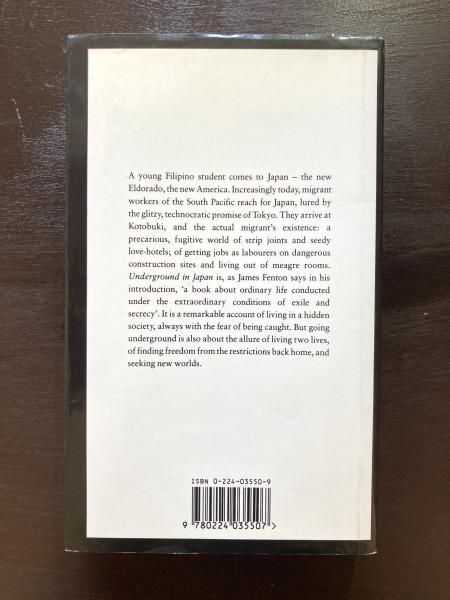 A young Filipino student comes to Japan – the new
Eldorado, the new America. Increasingly today, migrant
workers of the South Pacific reach for Japan, lured by
the glitzy, technocratic promise of Tokyo. They arrive at
Kotobuki, and the actual migrant's existence: a
precarious, fugitive world of strip joints and seedy
love-hotels; of getting jobs as labourers on dangerous
construction sites and living out of meagre rooms.
Underground in Japan is, as James Fenton says in his
introduction, 'a book about ordinary life conducted
under the extraordinary conditions of exile and
secrecy'. It is a remarkable account of living in a hidden
society, always with the fear of being caught. But going
underground is also about the allure of living two lives,
of finding freedom from the restrictions back home, and
seeking new worlds.
ISBN 0-224-03550-9
9 780224 035507 >